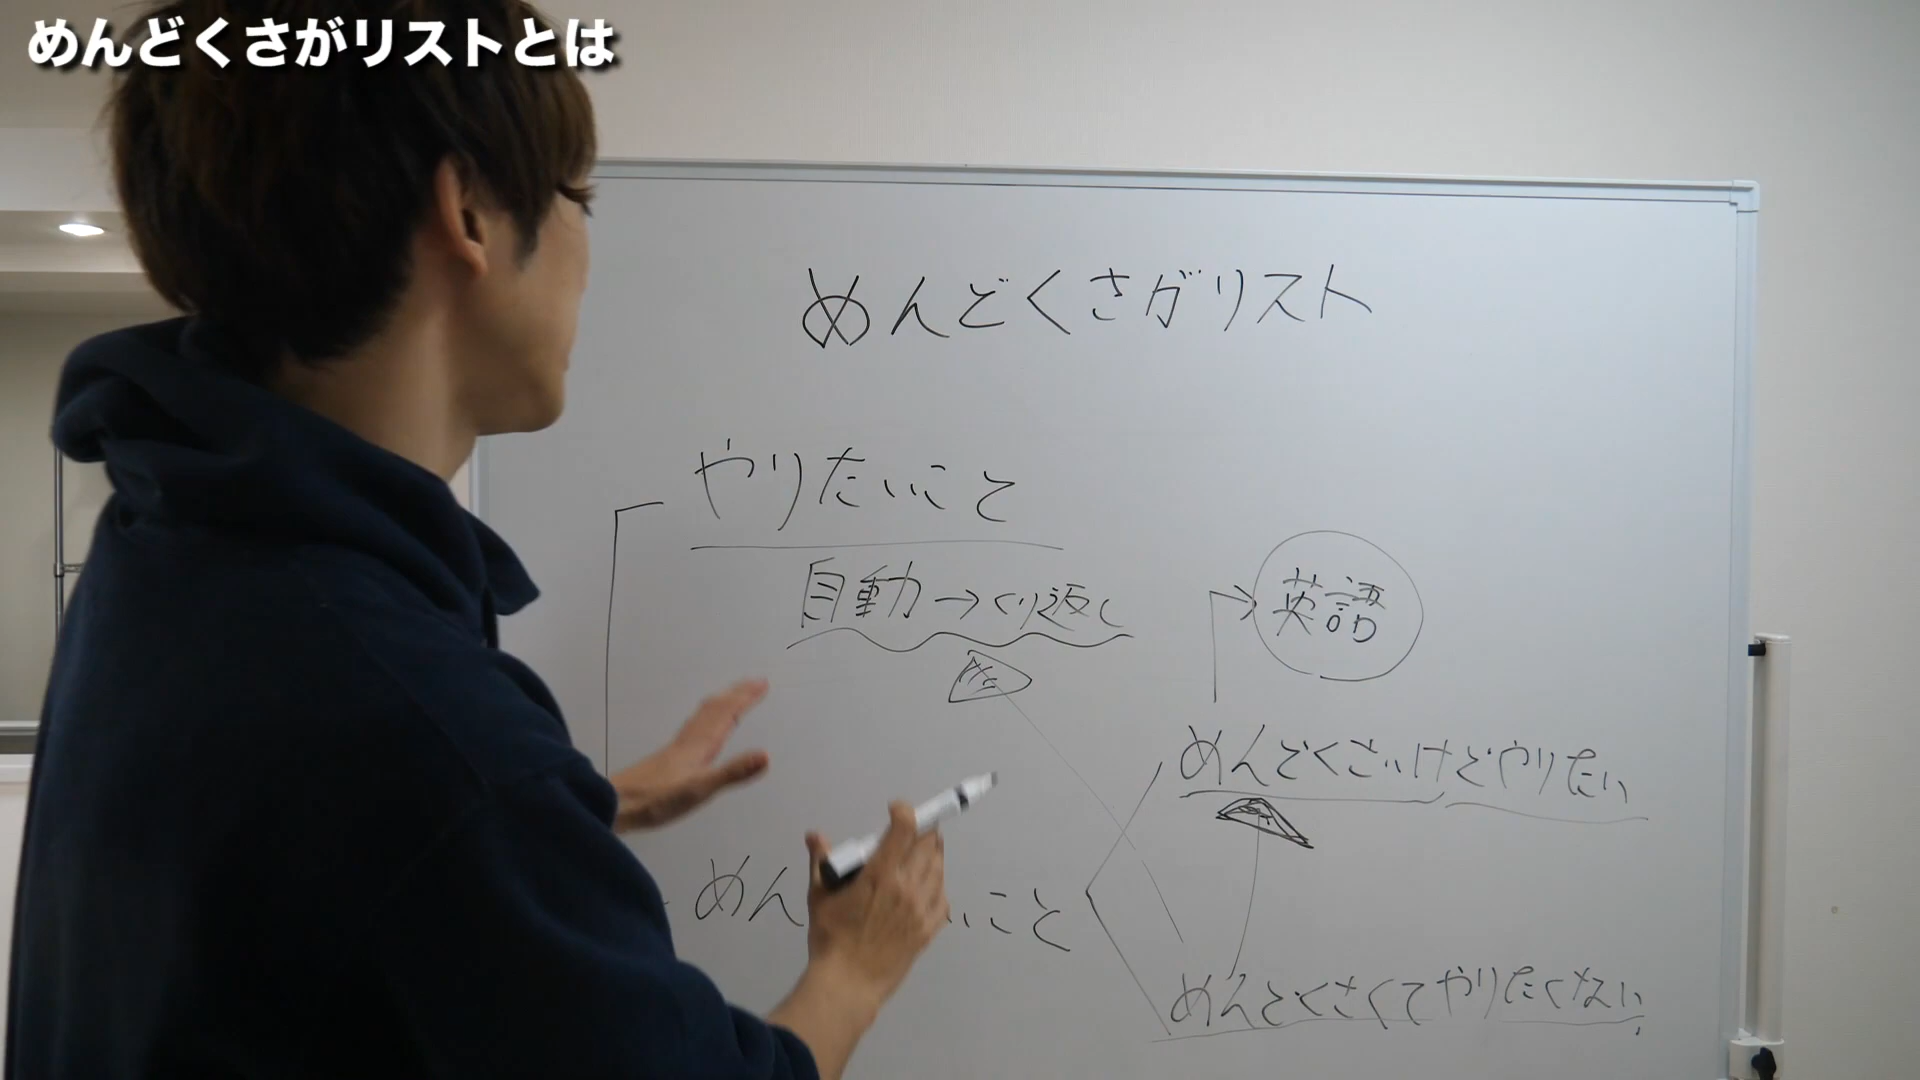 めんどくさがリストとは
めんどくさがリスト
やりたいこと
自動→くり返し
英語
めんどくさいけどやりたい
めん いこと
めんどくさくてやりたくない